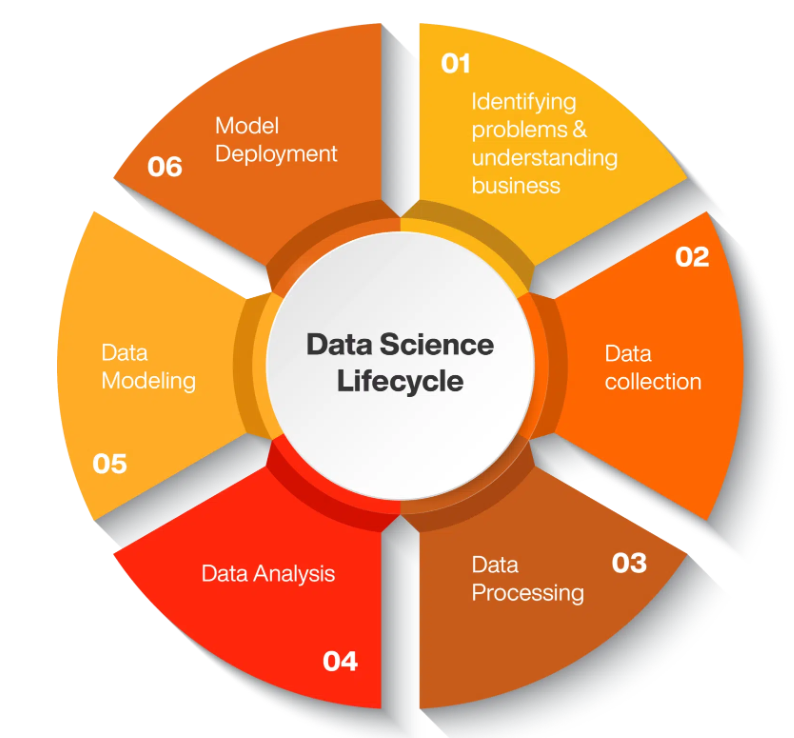 Data Science
Lifecycle
01
Identifying
problems &
understanding
business
02
Data
collection
03
Data
Processing
04
Data Analysis
05
Data
Modeling
06
Model
Deployment